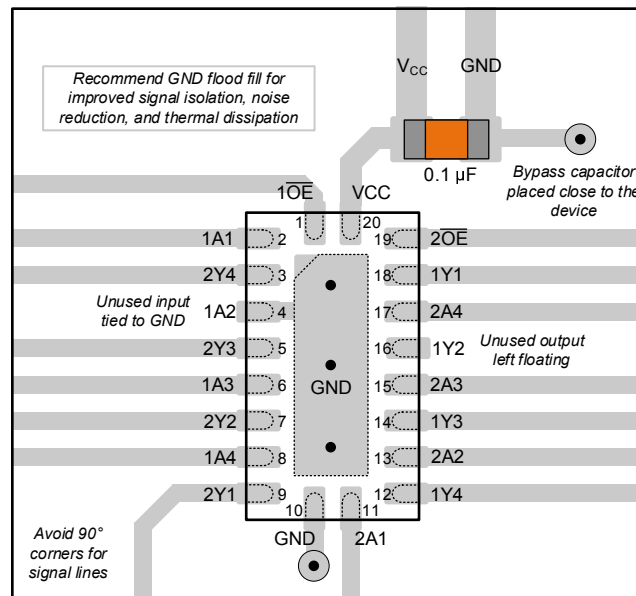 Recommend GND flood fill for
improved signal isolation, noise
reduction, and thermal dissipation
V_CC GND
0.1 µF
Bypass capacitor
placed close to the
device
1O̅E̅ VCC
1 20
1A1 2 19 2O̅E̅
2Y4 3 18 1Y1
Unused input
tied to GND
1A2 4 17 2A4
2Y3 5 16 1Y2
Unused output
left floating
1A3 6 GND 15 2A3
2Y2 7 14 1Y3
1A4 8 13 2A2
2Y1 9 12 1Y4
10 11
GND 2A1
Avoid 90°
corners for
signal lines